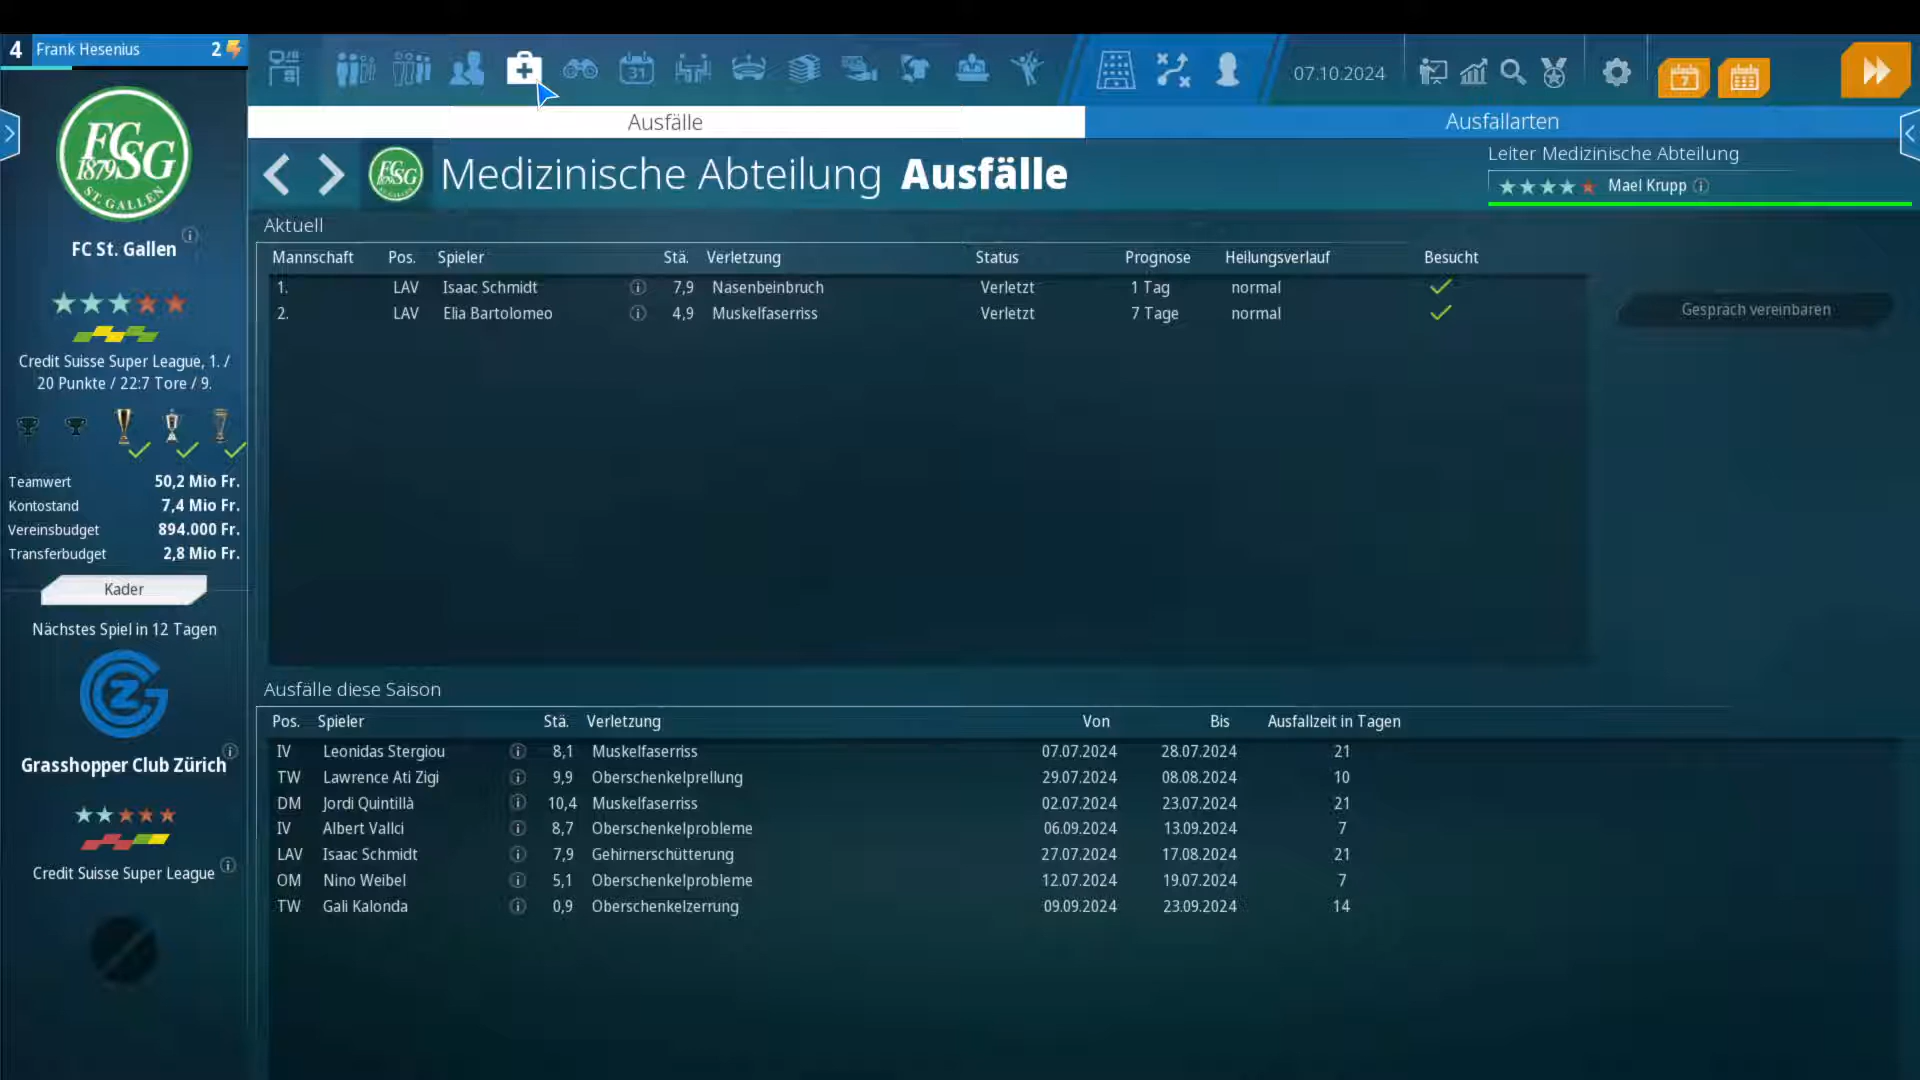 4 Frank Hesenius 2
31
07.10.2024
7
Ausfälle Ausfallarten
FCSG
1879
ST. GALLEN
Medizinische Abteilung Ausfälle
Leiter Medizinische Abteilung
Mael Krupp
FC St. Gallen
Credit Suisse Super League, 1. /
20 Punkte / 22:7 Tore / 9.
Teamwert 50,2 Mio Fr.
Kontostand 7,4 Mio Fr.
Vereinsbudget 894.000 Fr.
Transferbudget 2,8 Mio Fr.
Kader
Nächstes Spiel in 12 Tagen
Grasshopper Club Zürich
Credit Suisse Super League
Aktuell
Mannschaft Pos. Spieler Stä. Verletzung Status Prognose Heilungsverlauf Besucht
1. LAV Isaac Schmidt 7,9 Nasenbeinbruch Verletzt 1 Tag normal
2. LAV Elia Bartolomeo 4,9 Muskelfaserriss Verletzt 7 Tage normal
Gespräch vereinbaren
Ausfälle diese Saison
Pos. Spieler Stä. Verletzung Von Bis Ausfallzeit in Tagen
IV Leonidas Stergiou 8,1 Muskelfaserriss 07.07.2024 28.07.2024 21
TW Lawrence Ati Zigi 9,9 Oberschenkelprellung 29.07.2024 08.08.2024 10
DM Jordi Quintillà 10,4 Muskelfaserriss 02.07.2024 23.07.2024 21
IV Albert Vallci 8,7 Oberschenkelprobleme 06.09.2024 13.09.2024 7
LAV Isaac Schmidt 7,9 Gehirnerschütterung 27.07.2024 17.08.2024 21
OM Nino Weibel 5,1 Oberschenkelprobleme 12.07.2024 19.07.2024 7
TW Gali Kalonda 0,9 Oberschenkelzerrung 09.09.2024 23.09.2024 14